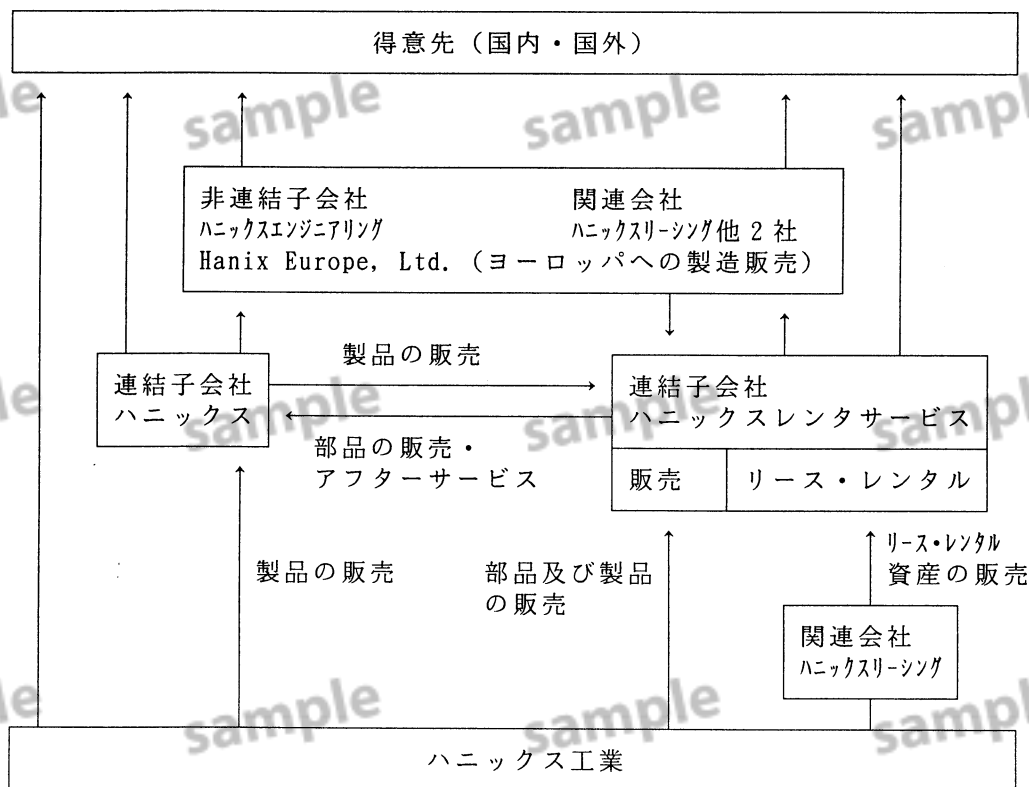 得意先（国内・国外）
非連結子会社
ハニックスエンジニアリング
関連会社
ハニックスリーシング他２社
Hanix Europe, Ltd.（ヨーロッパへの製造販売）
連結子会社
ハニックス
製品の販売
部品の販売・
アフターサービス
連結子会社
ハニックスレンタサービス
販売
リース・レンタル
製品の販売
部品及び製品
の販売
リース・レンタル
資産の販売
関連会社
ハニックスリーシング
ハニックス工業
le
sample
sample
sample
le
sample
sample
sample
le
sample
sample
sample